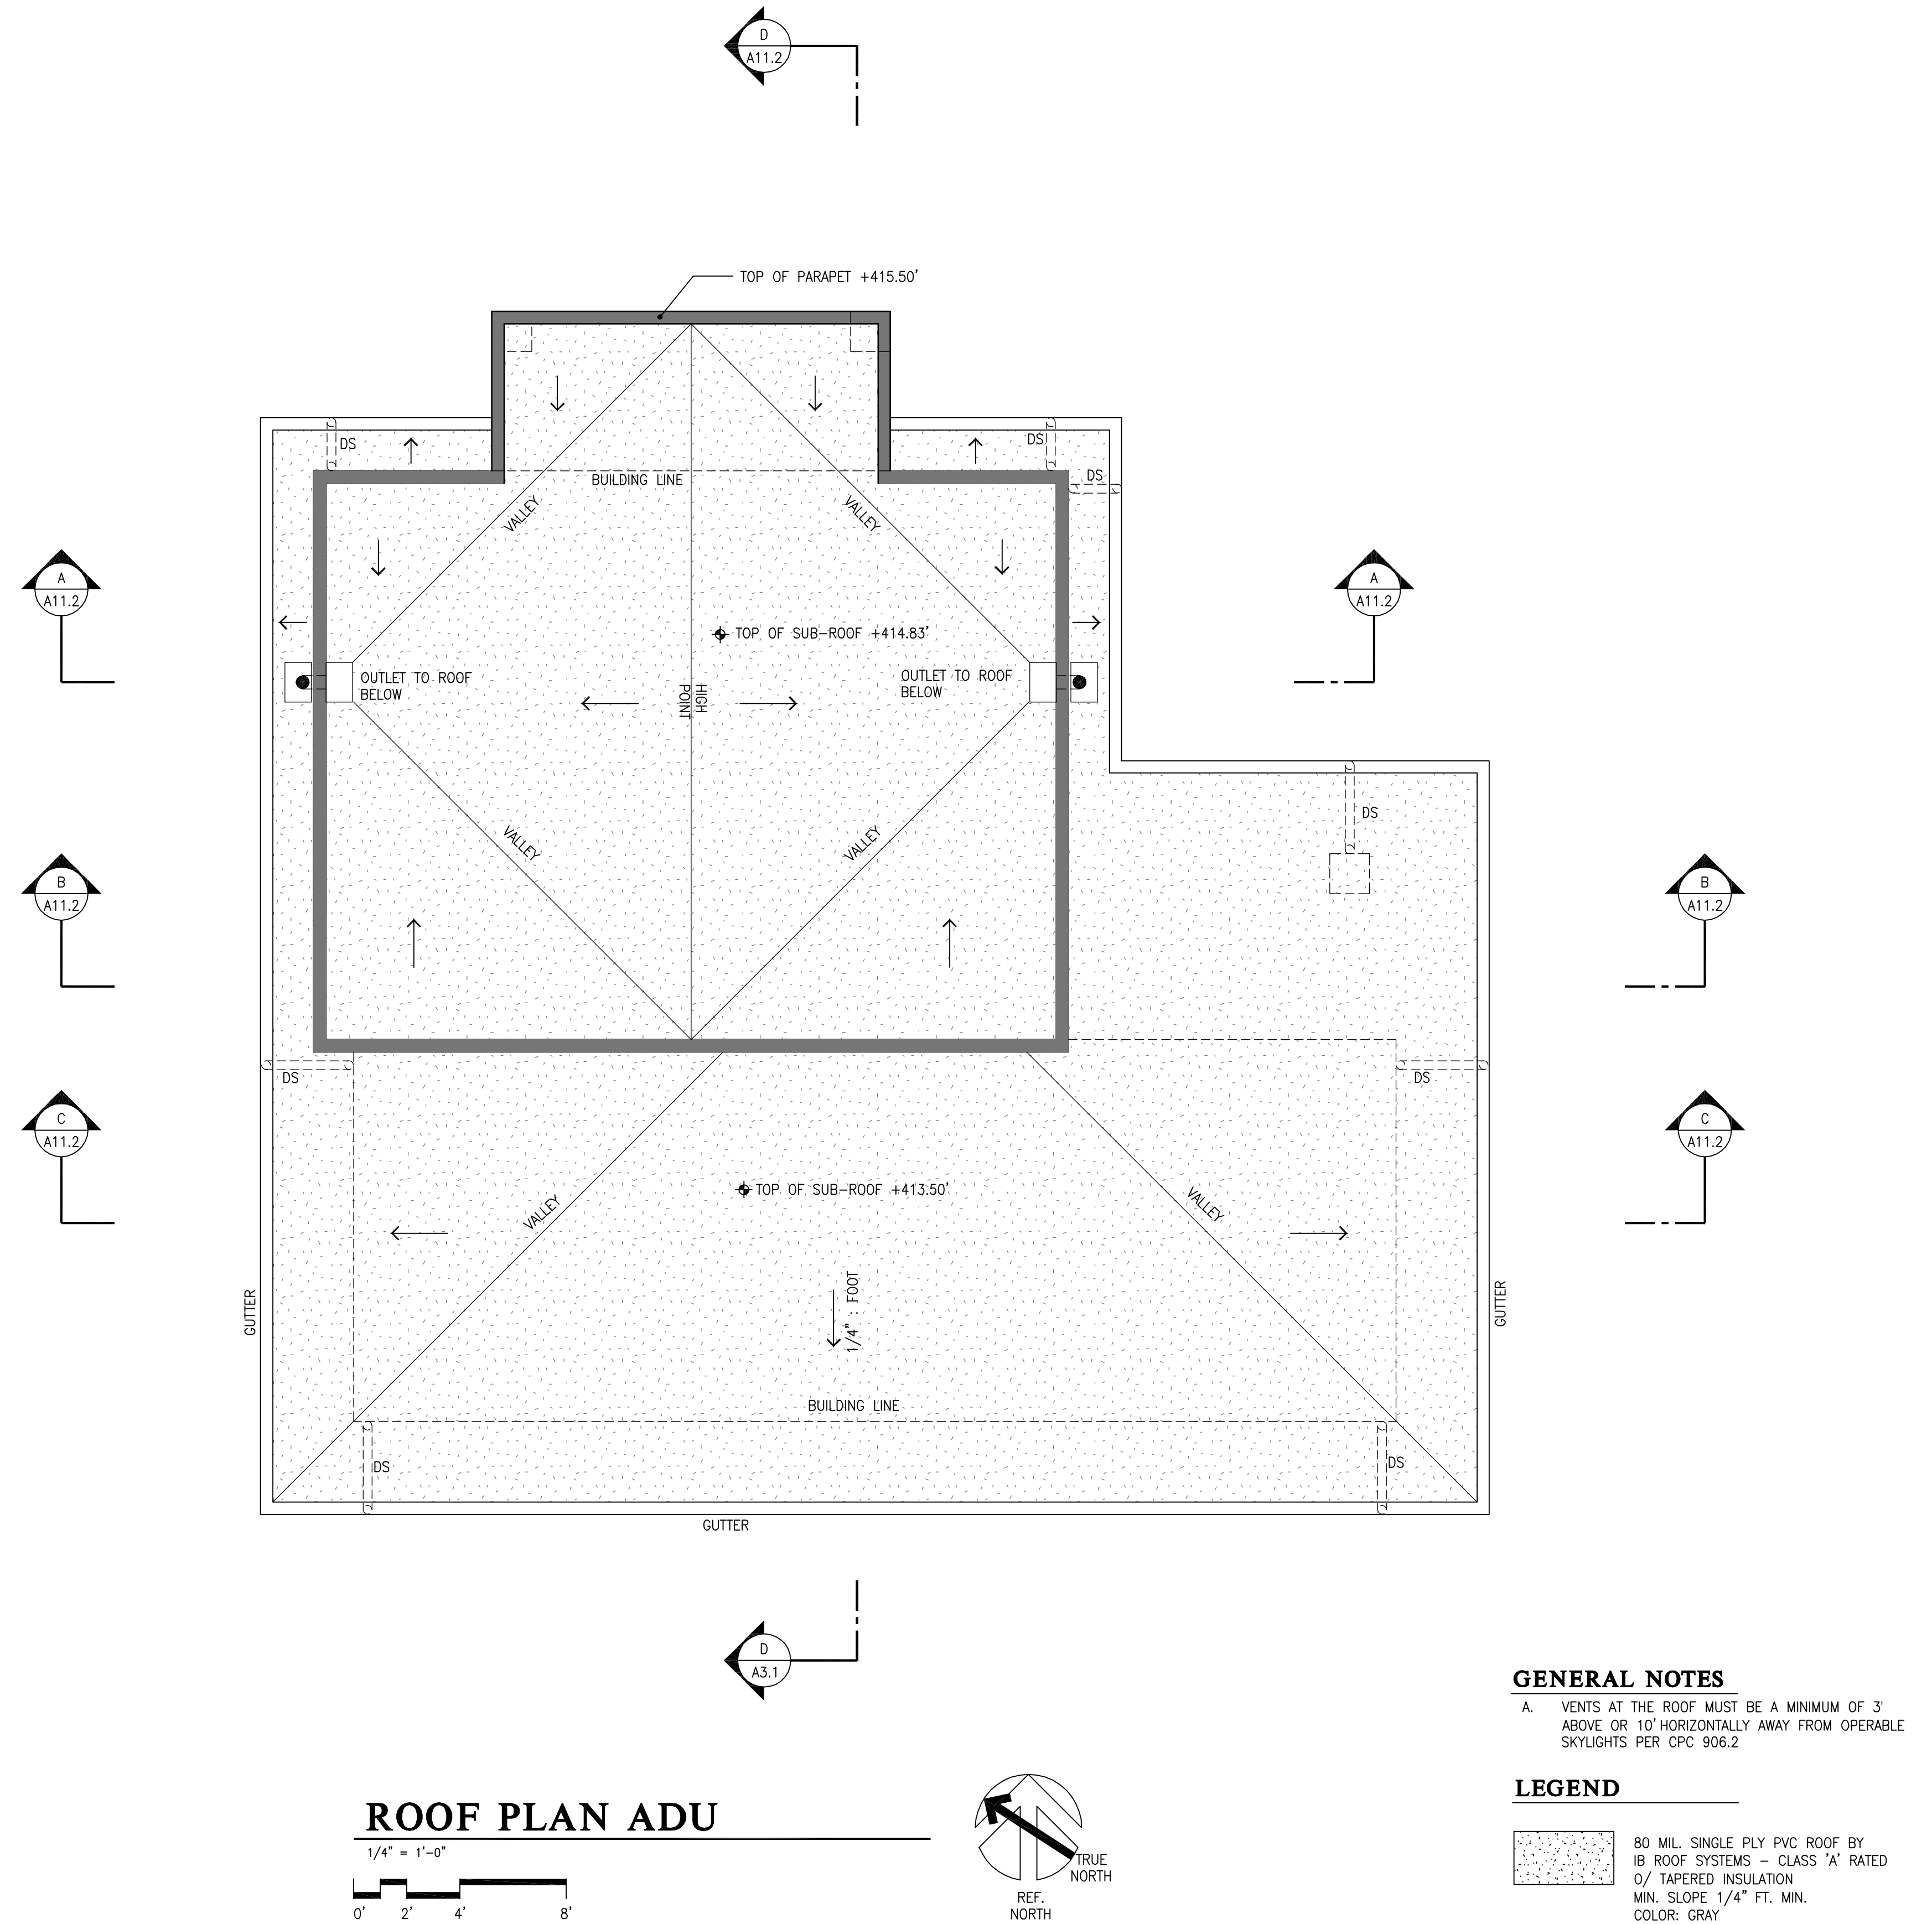 D
A11.2
TOP OF PARAPET +415.50'
DS
DS
DS
BUILDING LINE
VALLEY
VALLEY
A
A11.2
A
A11.2
TOP OF SUB-ROOF +414.83'
OUTLET TO ROOF
BELOW
OUTLET TO ROOF
BELOW
HIGH
POINT
DS
VALLEY
VALLEY
B
A11.2
B
A11.2
DS
DS
C
A11.2
C
A11.2
TOP OF SUB-ROOF +413.50'
VALLEY
VALLEY
GUTTER
1/4" : FOOT
GUTTER
BUILDING LINE
DS
DS
GUTTER
D
A3.1
GENERAL NOTES
A. VENTS AT THE ROOF MUST BE A MINIMUM OF 3'
ABOVE OR 10' HORIZONTALLY AWAY FROM OPERABLE
SKYLIGHTS PER CPC 906.2
LEGEND
80 MIL. SINGLE PLY PVC ROOF BY
IB ROOF SYSTEMS – CLASS 'A' RATED
O/ TAPERED INSULATION
MIN. SLOPE 1/4" FT. MIN.
COLOR: GRAY
ROOF PLAN ADU
1/4" = 1'-0"
0' 2' 4' 8'
TRUE
NORTH
REF.
NORTH